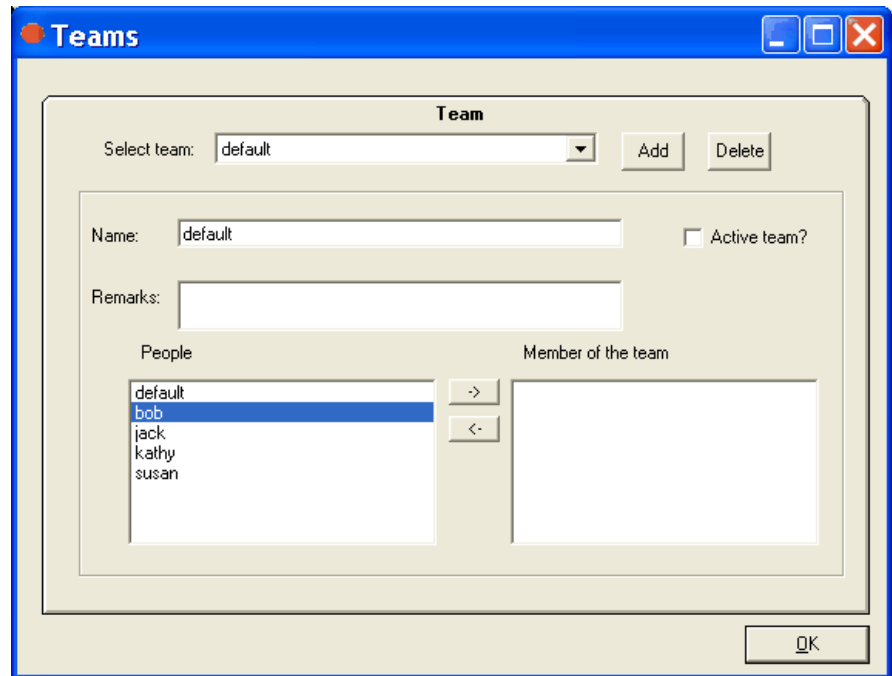 Teams
Team
Select team: default Add Delete
Name: default Active team?
Remarks:
People Member of the team
default ->
bob
<-
jack
kathy
susan
OK